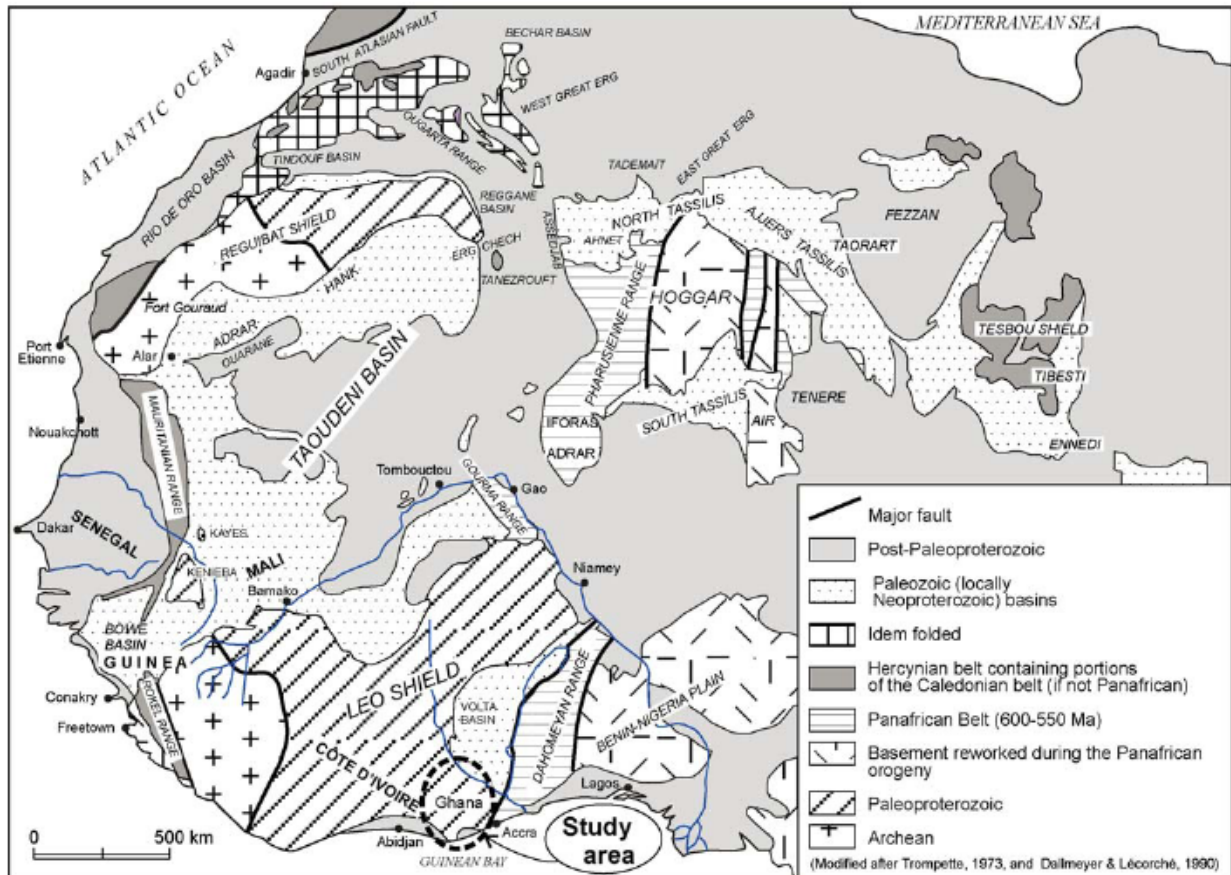 MEDITERRANEAN SEA
ATLANTIC OCEAN
SOUTH ATLASIAN FAULT
BECHAR BASIN
Agadir
WEST GREAT ERG
OUGARTA RANGE
TINDOUF BASIN
RIO DE ORO BASIN
REGGANE
BASIN
TADEMAIT
EAST GREAT ERG
NORTH TASSILIS
AJJERS TASSILIS
FEZZAN
TAORART
REGUIBAT SHIELD
ERG CHECH
ASSEDJAB
AHNET
HANK
TANEZROUFT
Fort Gouraud
PHARUSIENNE RANGE
HOGGAR
Port
Etienne
Alar
ADRAR
OUARANE
TESBOU SHIELD
TIBESTI
TAOUDENI BASIN
MAURITANIAN RANGE
SOUTH TASSILIS
TENERE
AIR
Nouakchott
IFORAS
ADRAR
ENNEDI
Tombouctou
GOURMA RANGE
Gao
Dakar
SENEGAL
KAYES
KENIEBA
MALI
Bamako
Niamey
BOWE
BASIN
GUINEA
Conakry
Freetown
ROKEL RANGE
LEO SHIELD
VOLTA
BASIN
DAHOMEYAN RANGE
BENIN-NIGERIA PLAIN
CÔTE D'IVOIRE
Ghana
Lagos
Accra
Abidjan
GUINEAN BAY
Study
area
0 500 km
Major fault
Post-Paleoproterozoic
Paleozoic (locally
Neoproterozoic) basins
Idem folded
Hercynian belt containing portions
of the Caledonian belt (if not Panafrican)
Panafrican Belt (600-550 Ma)
Basement reworked during the Panafrican
orogeny
Paleoproterozoic
Archean
(Modified after Trompette, 1973, and Dallmeyer & Lécorché, 1990)